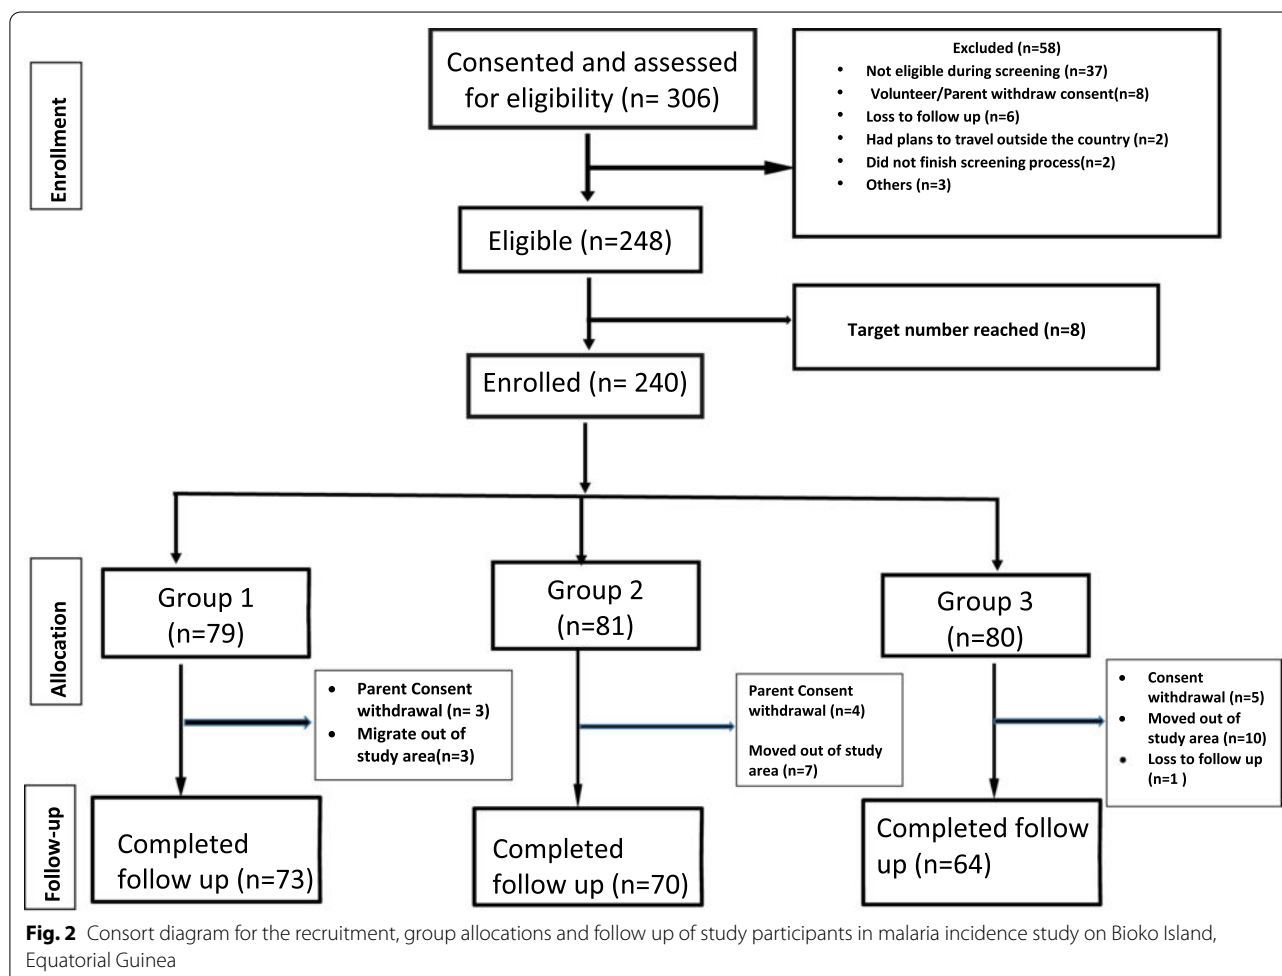 Enrollment
Consented and assessed
for eligibility (n= 306)
Excluded (n=58)
• Not eligible during screening (n=37)
• Volunteer/Parent withdraw consent(n=8)
• Loss to follow up (n=6)
• Had plans to travel outside the country (n=2)
• Did not finish screening process(n=2)
• Others (n=3)
Eligible (n=248)
Target number reached (n=8)
Enrolled (n= 240)
Allocation
Group 1
(n=79)
Group 2
(n=81)
Group 3
(n=80)
• Parent Consent
withdrawal (n= 3)
• Migrate out of
study area(n=3)
Parent Consent
withdrawal (n=4)
Moved out of study
area (n=7)
• Consent
withdrawal (n=5)
• Moved out of
study area (n=10)
• Loss to follow up
(n=1 )
Follow-up
Completed
follow up (n=73)
Completed
follow up (n=70)
Completed follow
up (n=64)
Fig. 2 Consort diagram for the recruitment, group allocations and follow up of study participants in malaria incidence study on Bioko Island,
Equatorial Guinea